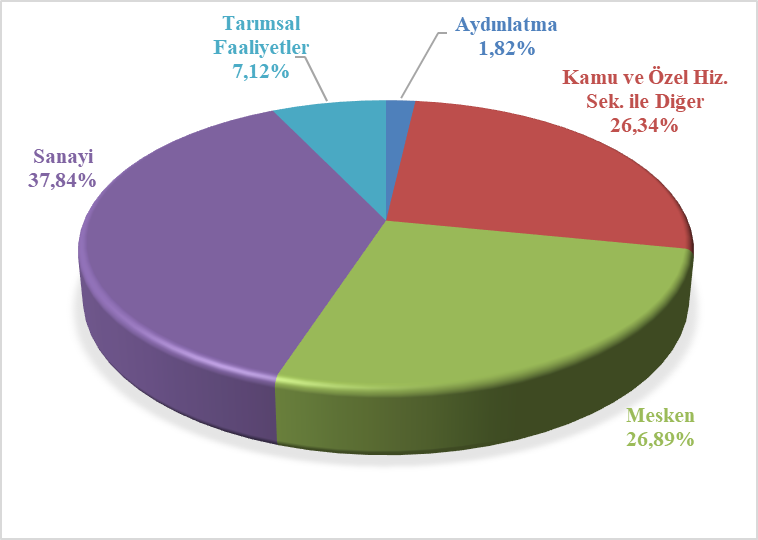 Tarımsal
Faaliyetler
7,12%
Aydınlatma
1,82%
Kamu ve Özel Hiz.
Sek. ile Diğer
26,34%
Sanayi
37,84%
Mesken
26,89%